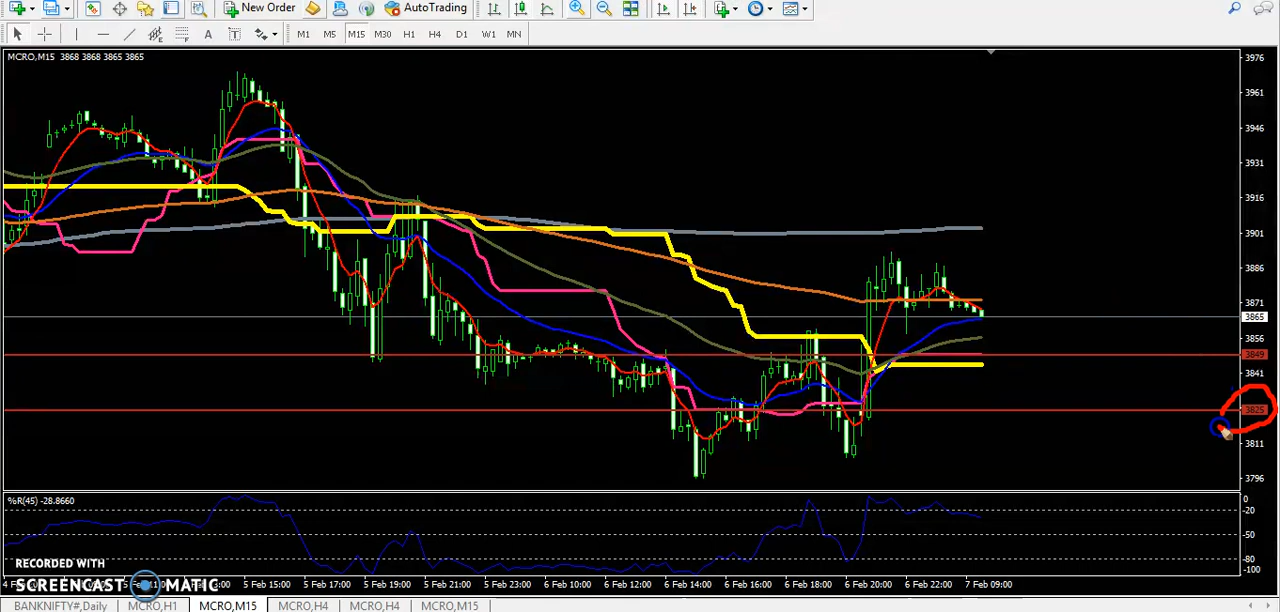 New Order
AutoTrading
A T M1 M5 M15 M30 H1 H4 D1 W1 MN
MCRO,M15 3868 3868 3865 3865
3976
3961
3946
3931
3916
3901
3886
3871
3865
3856
3849
3841
3825
3811
3796
%R(45) -28.8660
0
-20
-50
-80
-100
RECORDED WITH
SCREENCAST MATIC
5 Feb 15:00 5 Feb 17:00 5 Feb 19:00 5 Feb 21:00 5 Feb 23:00 6 Feb 10:00 6 Feb 12:00 6 Feb 14:00 6 Feb 16:00 6 Feb 18:00 6 Feb 20:00 6 Feb 22:00 7 Feb 09:00
BANKNIFTY#,Daily MCRO,H1 MCRO,M15 MCRO,H4 MCRO,H4 MCRO,M15